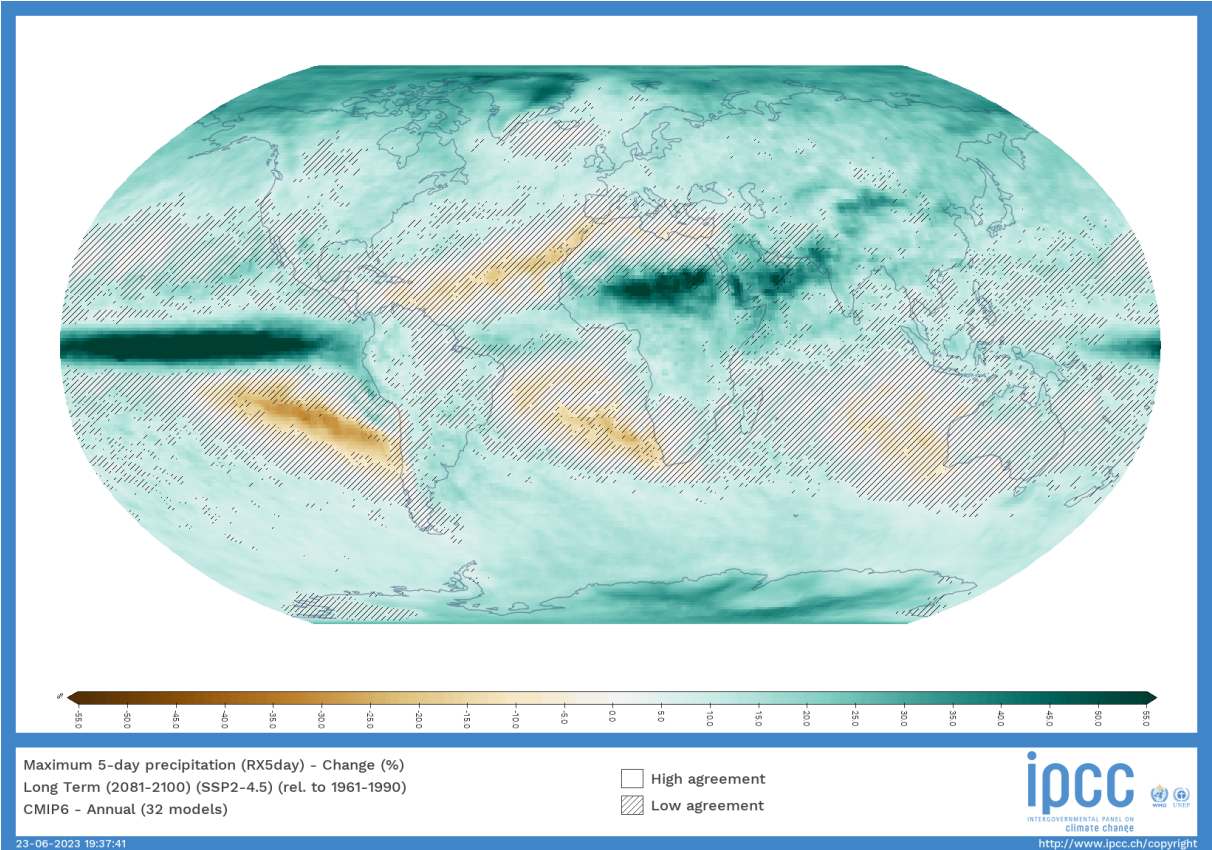 %
-55.0 -50.0 -45.0 -40.0 -35.0 -30.0 -25.0 -20.0 -15.0 -10.0 -5.0 0.0 5.0 10.0 15.0 20.0 25.0 30.0 35.0 40.0 45.0 50.0 55.0
Maximum 5-day precipitation (RX5day) - Change (%)
Long Term (2081-2100) (SSP2-4.5) (rel. to 1961-1990)
CMIP6 - Annual (32 models)
High agreement
Low agreement
ipcc
INTERGOVERNMENTAL PANEL ON
climate change
WMO
UNEP
23-06-2023 19:37:41
http://www.ipcc.ch/copyright